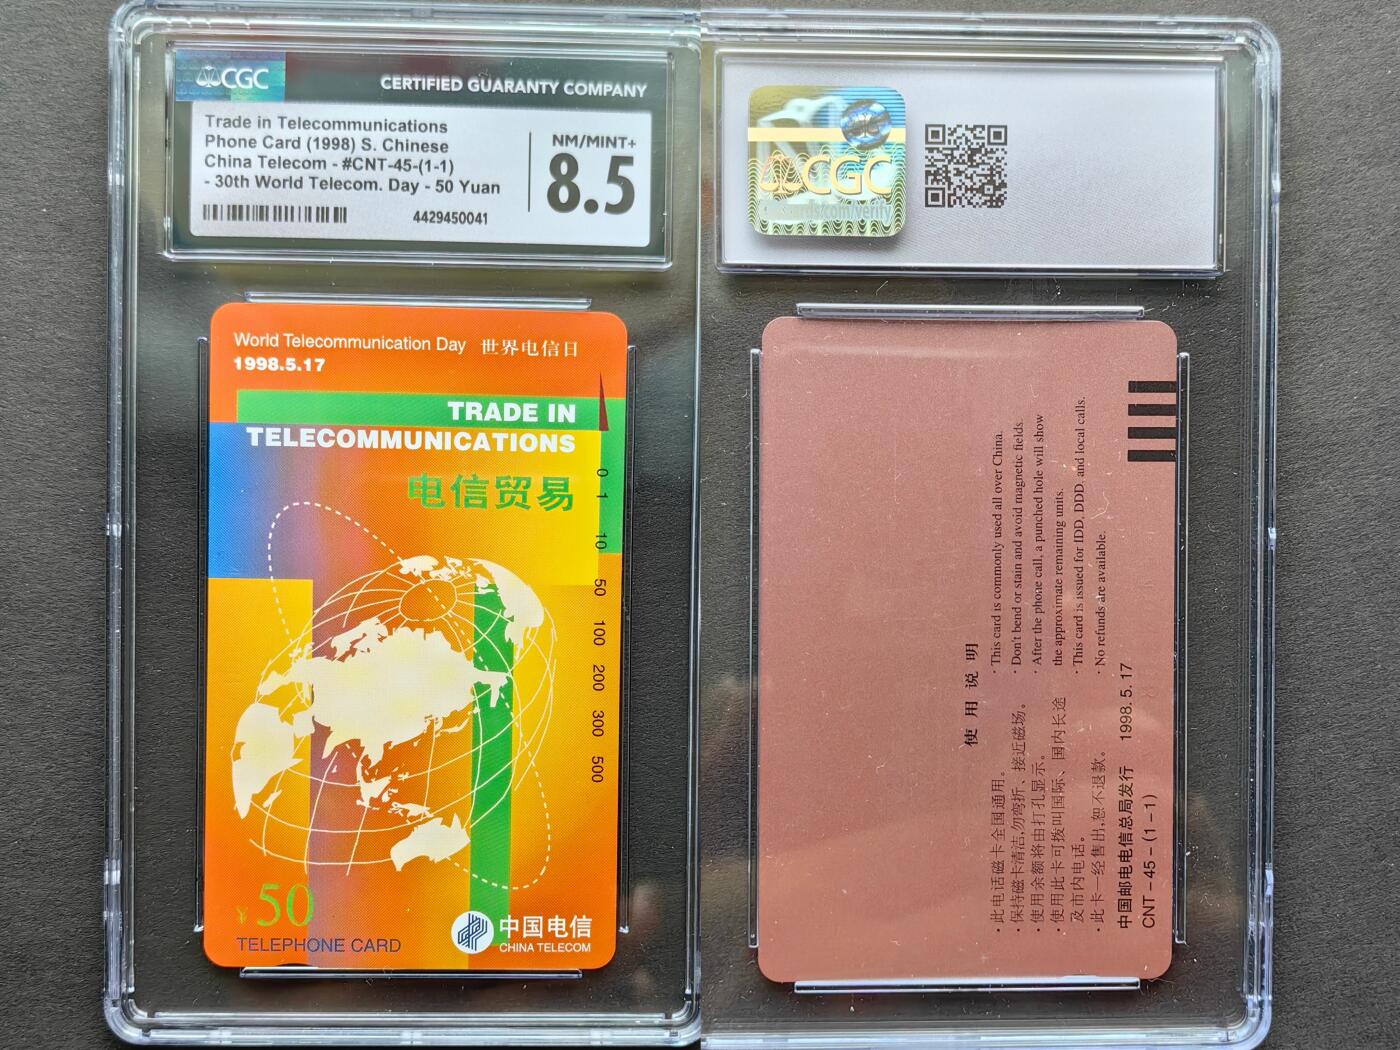 CGC
CERTIFIED GUARANTY COMPANY
Trade in Telecommunications
Phone Card (1998) S. Chinese
China Telecom - #CNT-45-(1-1)
- 30th World Telecom. Day - 50 Yuan
4429450041
NM/MINT+
8.5
World Telecommunication Day 世界电信日
1998.5.17
TRADE IN
TELECOMMUNICATIONS
电信贸易
0
1
10
50
100
200
300
500
¥50
TELEPHONE CARD
中国电信
CHINA TELECOM
CGC
cgccards.com/verify
使用说明
·此电话磁卡全国通用。
·保持磁卡清洁,勿弯折、接近磁场。
·使用余额将由打孔显示。
·使用此卡可拨叫国际、国内长途
及市内电话。
·此卡一经售出,恕不退款。
·This card is commonly used all over China.
·Don't bend or stain and avoid magnetic fields.
·After the phone call, a punched hole will show
the approximate remaining units.
·This card is issued for IDD, DDD. and local calls.
·No refunds are available.
中国邮电电信总局发行 1998.5.17
CNT-45-(1-1)